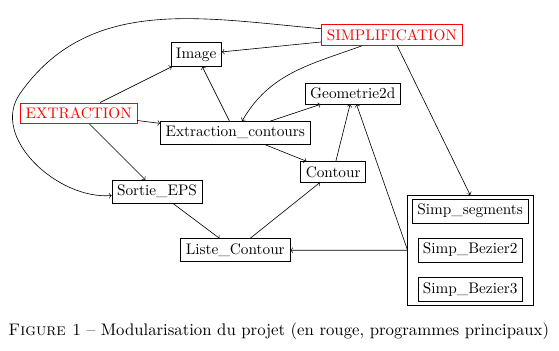 SIMPLIFICATION
Image
Geometrie2d
EXTRACTION
Extraction_contours
Contour
Sortie_EPS
Simp_segments
Liste_Contour
Simp_Bezier2
Simp_Bezier3
FIGURE 1 – Modularisation du projet (en rouge, programmes principaux)